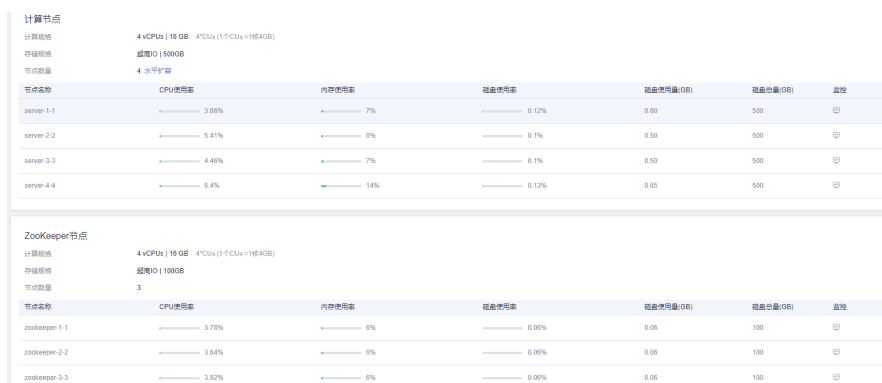 计算节点
计算规格 4 vCPUs | 16 GB 4*CU₄ (1个CU₄ =1核4GB)
存储规格 超高IO | 500GB
节点数量 4 水平扩容
节点名称 CPU使用率 内存使用率 磁盘使用率 磁盘使用量(GB) 磁盘总量(GB) 监控
server-1-1 3.86% 7% 0.12% 0.60 500
server-2-2 5.41% 6% 0.1% 0.50 500
server-3-3 4.46% 7% 0.1% 0.50 500
server-4-4 6.4% 14% 0.13% 0.65 500
ZooKeeper节点
计算规格 4 vCPUs | 16 GB 4*CU₄ (1个CU₄ =1核4GB)
存储规格 超高IO | 100GB
节点数量 3
节点名称 CPU使用率 内存使用率 磁盘使用率 磁盘使用量(GB) 磁盘总量(GB) 监控
zookeeper-1-1 3.78% 6% 0.06% 0.06 100
zookeeper-2-2 3.64% 6% 0.06% 0.06 100
zookeeper-3-3 3.92% 6% 0.06% 0.06 100